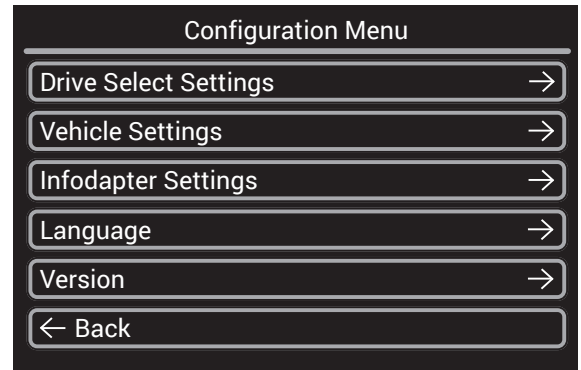 Configuration Menu
Drive Select Settings →
Vehicle Settings →
Infodapter Settings →
Language →
Version →
← Back